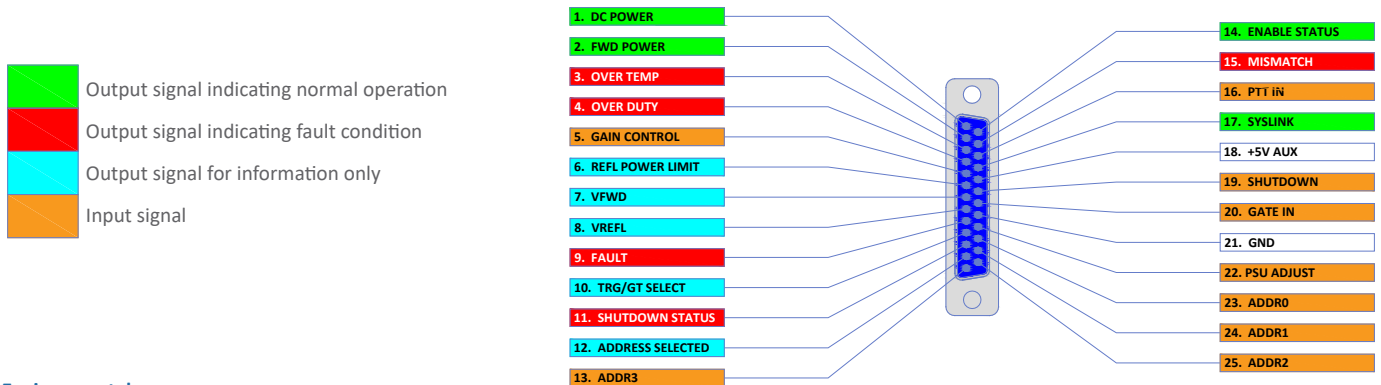 Output signal indicating normal operation
Output signal indicating fault condition
Output signal for information only
Input signal
1. DC POWER
2. FWD POWER
3. OVER TEMP
4. OVER DUTY
5. GAIN CONTROL
6. REFL POWER LIMIT
7. VFWD
8. VREFL
9. FAULT
10. TRG/GT SELECT
11. SHUTDOWN STATUS
12. ADDRESS SELECTED
13. ADDR3
14. ENABLE STATUS
15. MISMATCH
16. PTT IN
17. SYSLINK
18. +5V AUX
19. SHUTDOWN
20. GATE IN
21. GND
22. PSU ADJUST
23. ADDR0
24. ADDR1
25. ADDR2